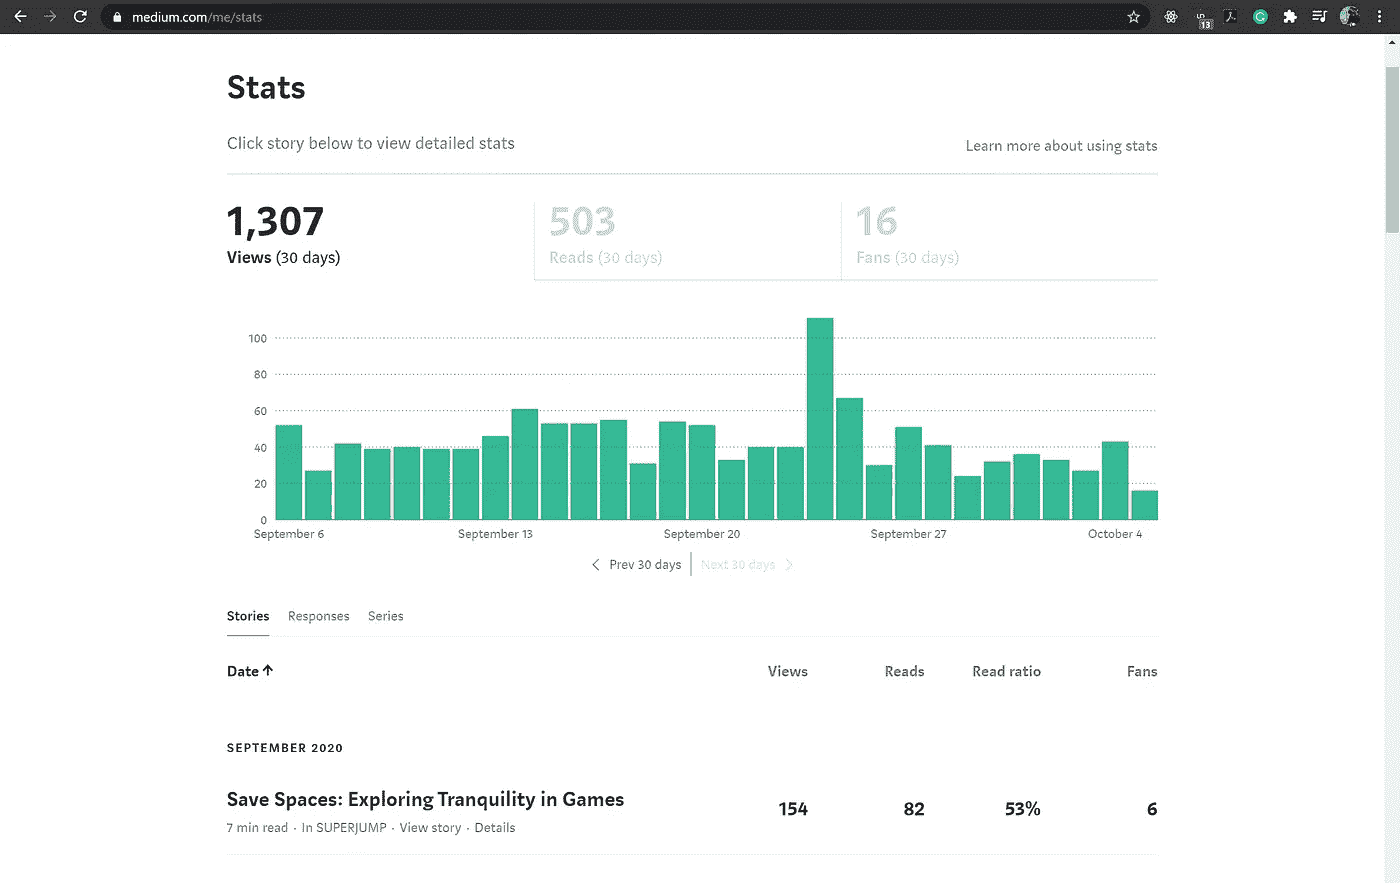 medium.com/me/stats
13
Stats
Click story below to view detailed stats
Learn more about using stats
1,307
Views (30 days)
503
Reads (30 days)
16
Fans (30 days)
100
80
60
40
20
0
September 6
September 13
September 20
September 27
October 4
Prev 30 days
Next 30 days
Stories Responses Series
Date Views Reads Read ratio Fans
SEPTEMBER 2020
Save Spaces: Exploring Tranquility in Games
154 82 53% 6
7 min read · In SUPERJUMP · View story · Details